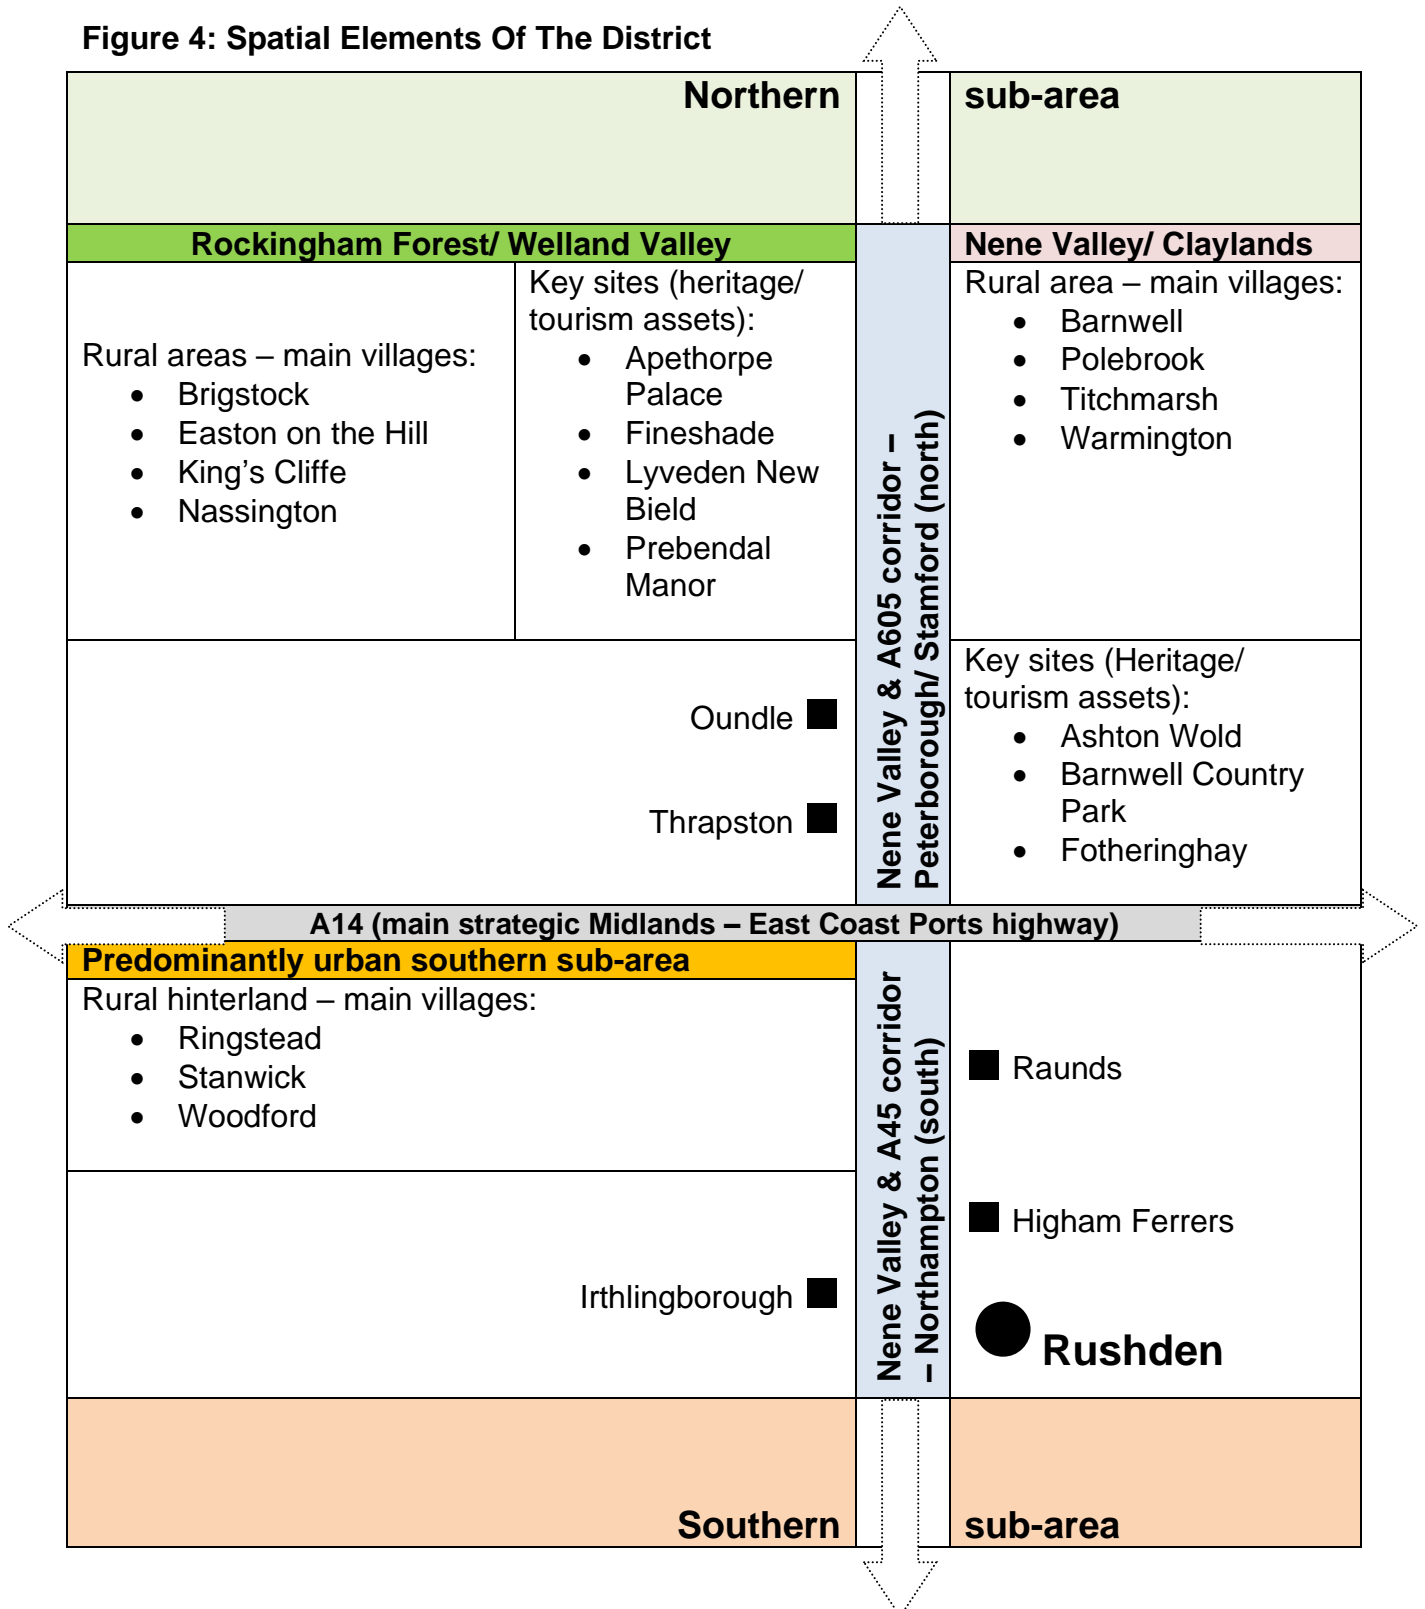 Figure 4: Spatial Elements Of The District
Northern
sub-area
Rockingham Forest/ Welland Valley
Rural areas – main villages:
• Brigstock
• Easton on the Hill
• King’s Cliffe
• Nassington
Key sites (heritage/
tourism assets):
• Apethorpe
Palace
• Fineshade
• Lyveden New
Bield
• Prebendal
Manor
Nene Valley & A605 corridor –
Peterborough/ Stamford (north)
Nene Valley/ Claylands
Rural area – main villages:
• Barnwell
• Polebrook
• Titchmarsh
• Warmington
Oundle
Thrapston
Key sites (Heritage/
tourism assets):
• Ashton Wold
• Barnwell Country
Park
• Fotheringhay
A14 (main strategic Midlands – East Coast Ports highway)
Predominantly urban southern sub-area
Rural hinterland – main villages:
• Ringstead
• Stanwick
• Woodford
Irthlingborough
Nene Valley & A45 corridor
– Northampton (south)
Raunds
Higham Ferrers
Rushden
Southern
sub-area